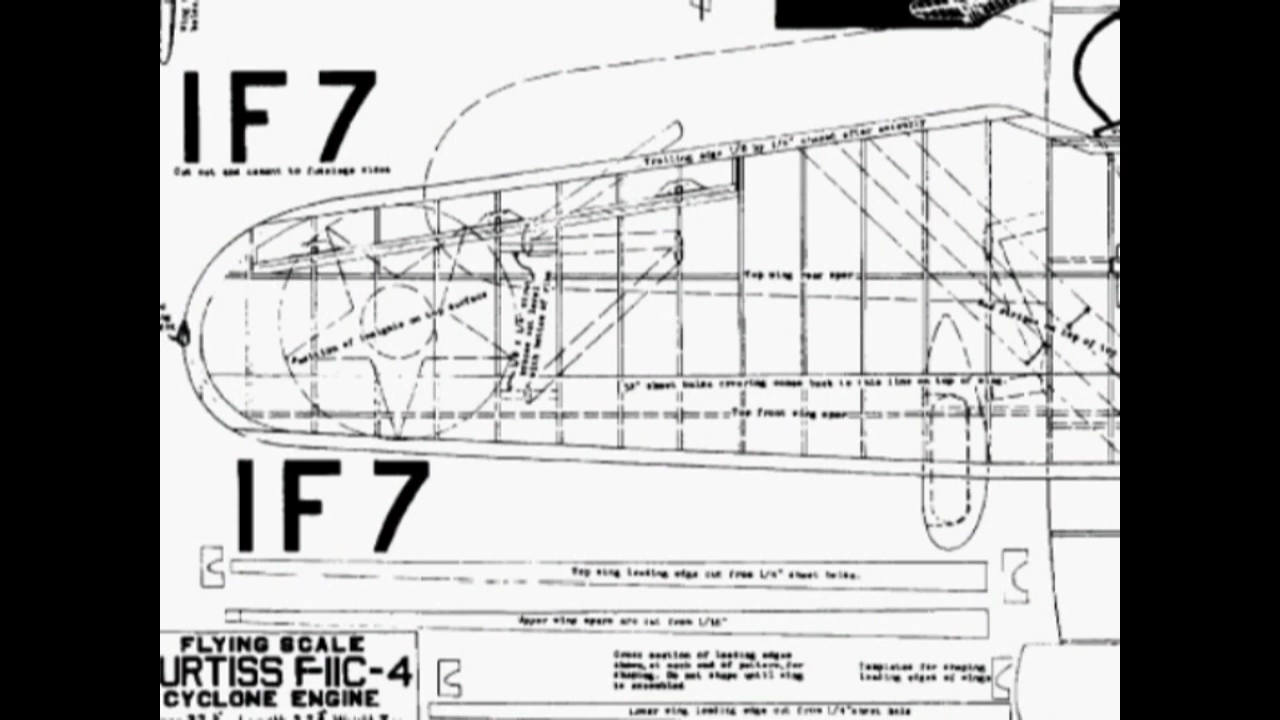 1F7
Cut out and cement to fuselage sides
Trailing edge 1/8 by 1/4" shaped after assembly
Top wing rear spar
Position of insignia on top surface
sheet balsa covering comes back to this line on top of wing.
Top front wing spar
1F7
Top wing leading edge cut from 1/4" sheet balsa.
Upper wing spars are cut from 1/16"
FLYING SCALE
URTISS F-11C-4
CYCLONE ENGINE
Cross section of leading edges
shown, at each end of pattern, for
shaping. Do not shape until wing
is assembled
Templates for shaping
leading edges of wings
Lower wing leading edge cut from 1/4" sheet bals